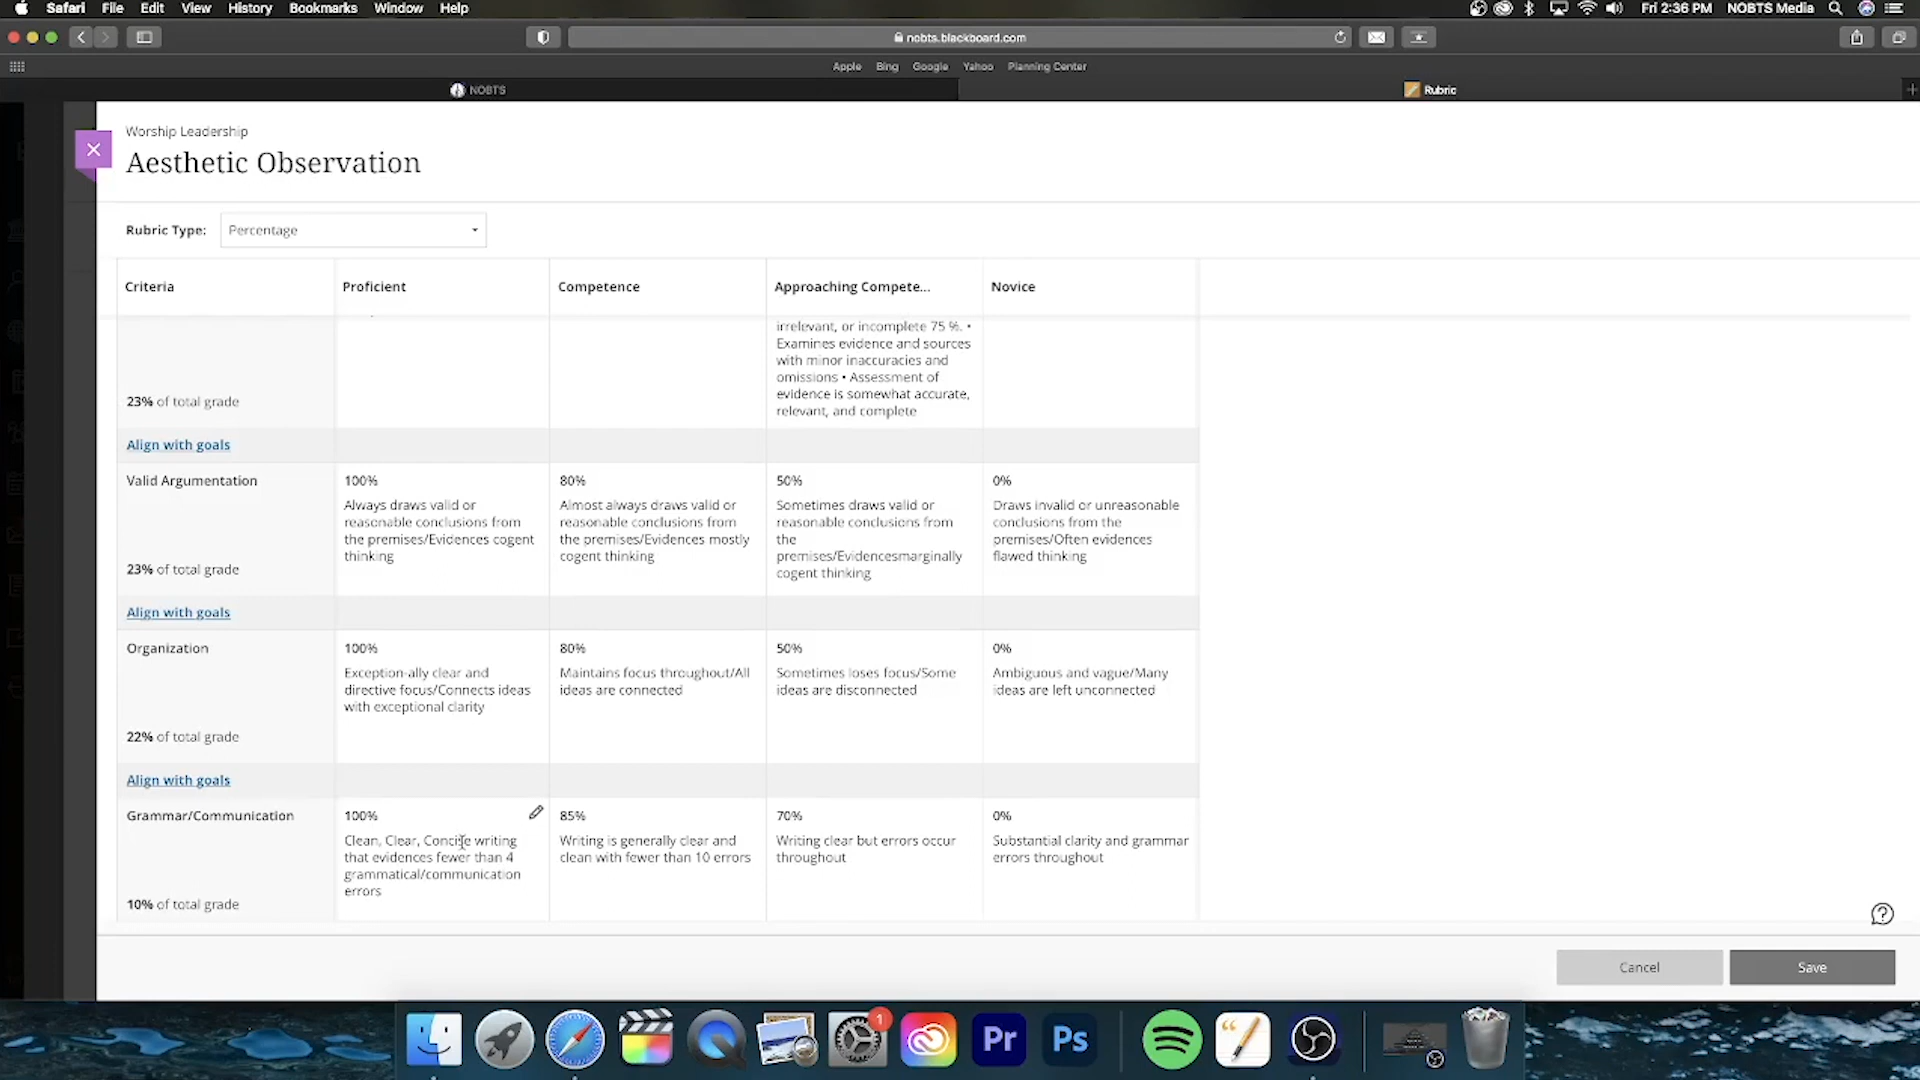 Safari File Edit View History Bookmarks Window Help
Fri 2:36 PM NOBTS Media
nobts.blackboard.com
Apple Bing Google Yahoo Planning Center
NOBTS
Rubric
Worship Leadership
Aesthetic Observation
Rubric Type: Percentage
Criteria Proficient Competence Approaching Compete... Novice
irrelevant, or incomplete 75 %. •
Examines evidence and sources
with minor inaccuracies and
omissions • Assessment of
evidence is somewhat accurate,
relevant, and complete
23% of total grade
Align with goals
Valid Argumentation
23% of total grade
100%
Always draws valid or
reasonable conclusions from
the premises/Evidences cogent
thinking
80%
Almost always draws valid or
reasonable conclusions from
the premises/Evidences mostly
cogent thinking
50%
Sometimes draws valid or
reasonable conclusions from
the
premises/Evidencesmarginally
cogent thinking
0%
Draws invalid or unreasonable
conclusions from the
premises/Often evidences
flawed thinking
Align with goals
Organization
22% of total grade
100%
Exception-ally clear and
directive focus/Connects ideas
with exceptional clarity
80%
Maintains focus throughout/All
ideas are connected
50%
Sometimes loses focus/Some
ideas are disconnected
0%
Ambiguous and vague/Many
ideas are left unconnected
Align with goals
Grammar/Communication
10% of total grade
100%
Clean, Clear, Concise writing
that evidences fewer than 4
grammatical/communication
errors
85%
Writing is generally clear and
clean with fewer than 10 errors
70%
Writing clear but errors occur
throughout
0%
Substantial clarity and grammar
errors throughout
Cancel Save
1
Pr
Ps